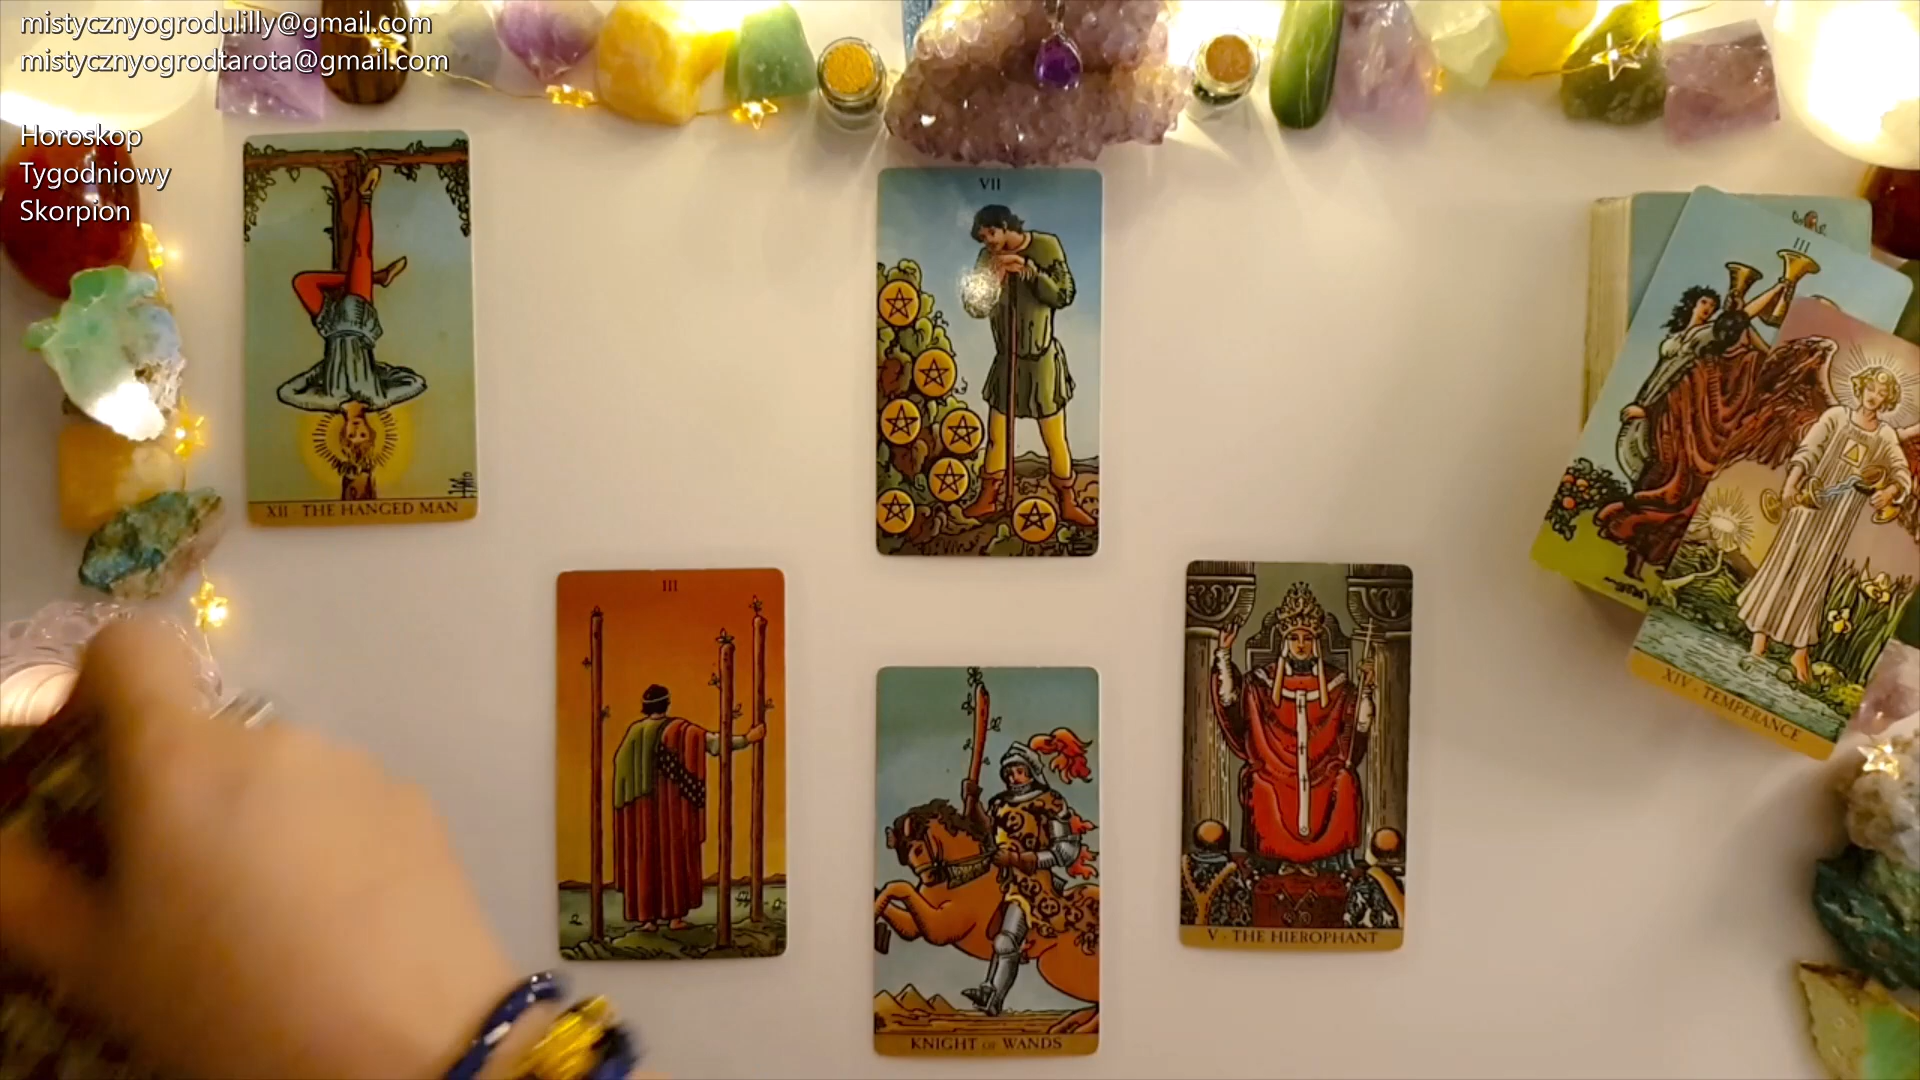 mistycznyogrodulilly@gmail.com
mistycznyogrodtarota@gmail.com
Horoskop
Tygodniowy
Skorpion
XII - THE HANGED MAN
VII
III
KNIGHT OF WANDS
V - THE HIEROPHANT
III
XIV - TEMPERANCE